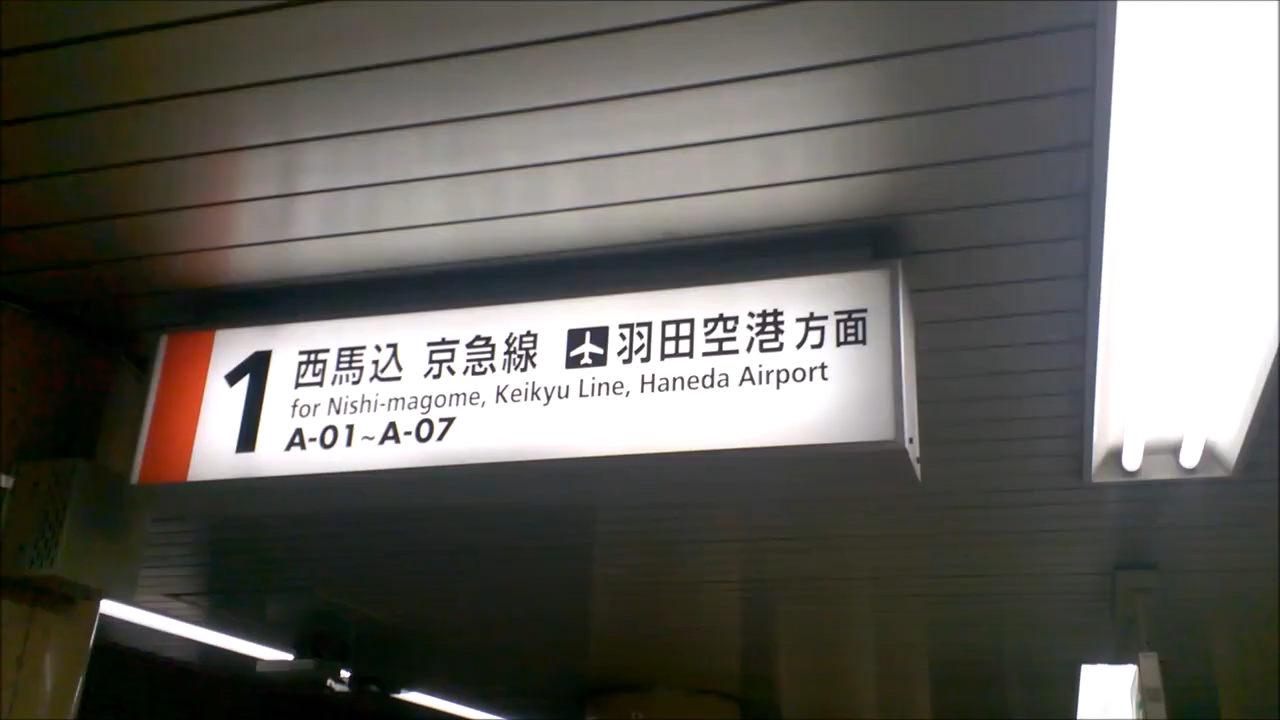 1 西馬込 京急線 羽田空港方面
for Nishi-magome, Keikyu Line, Haneda Airport
A-01~A-07